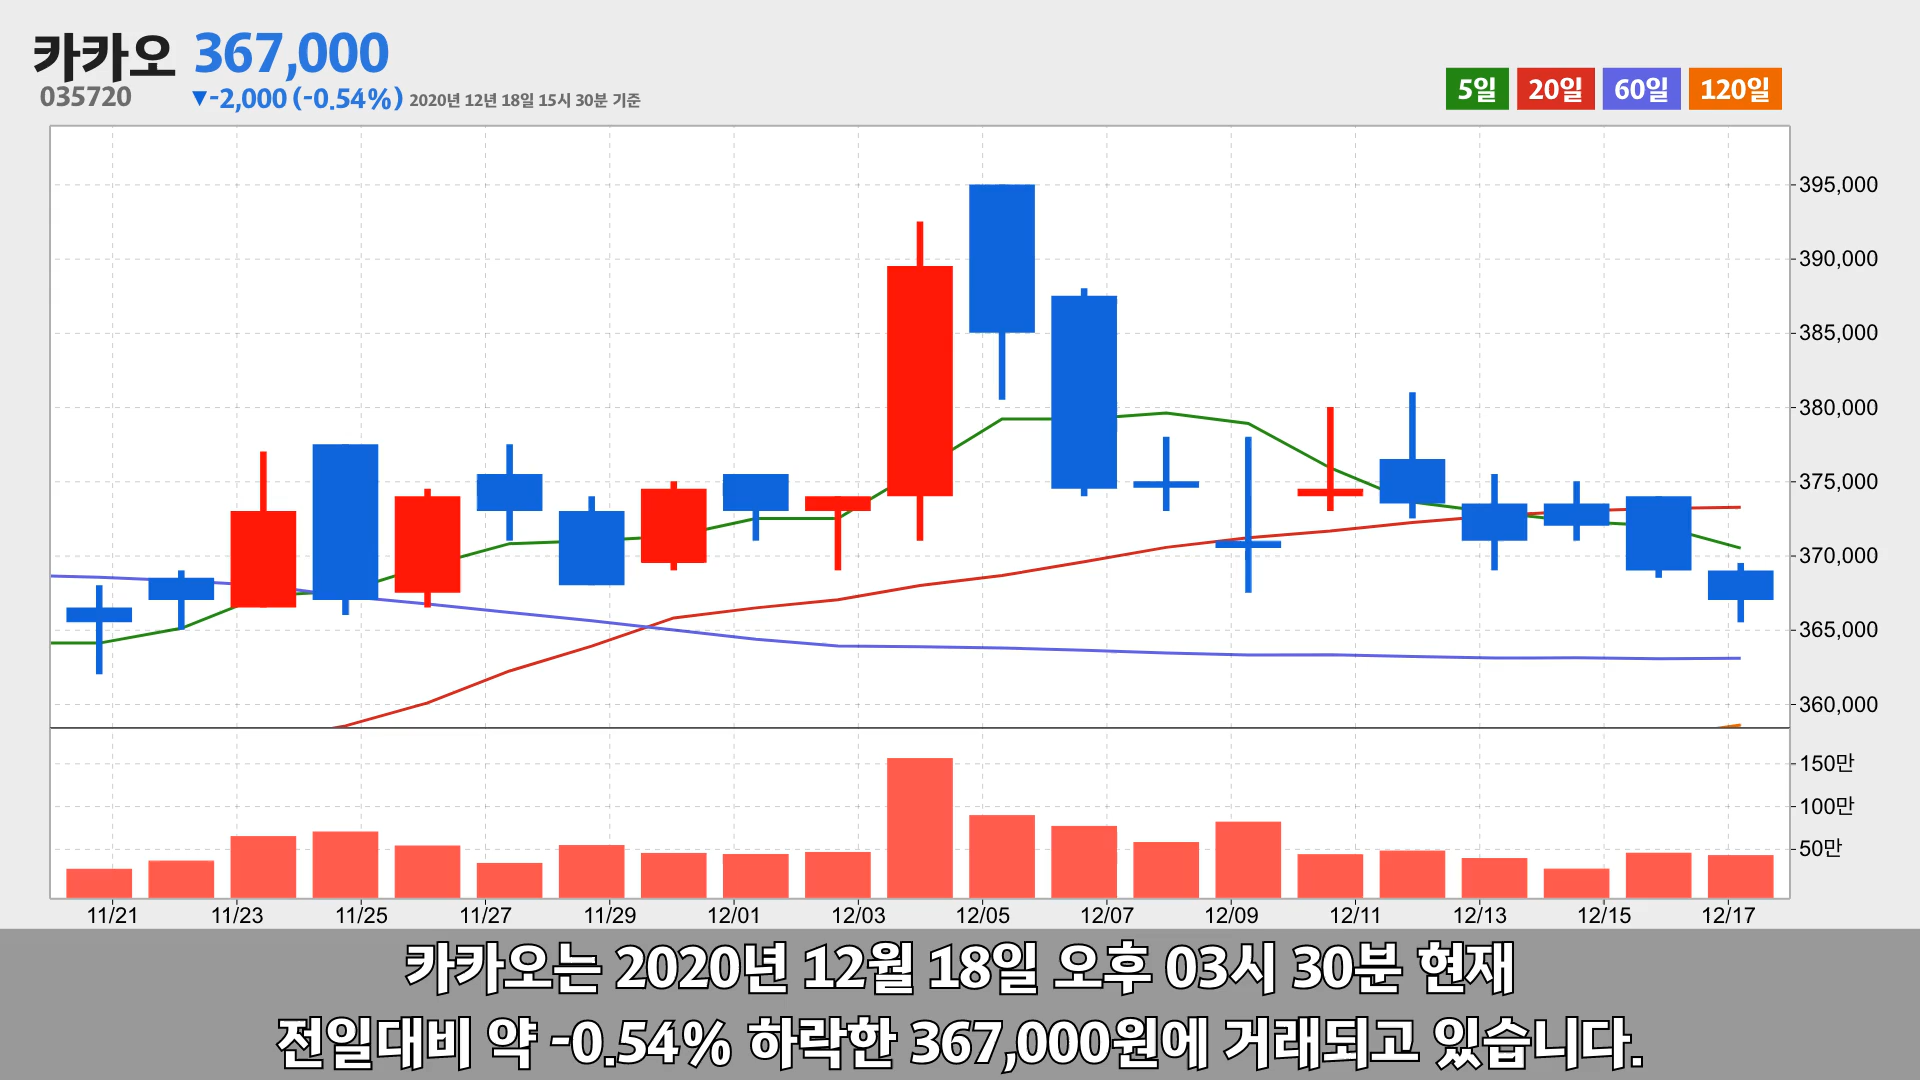 카카오 367,000
035720
▼-2,000 (-0.54%) 2020년 12년 18일 15시 30분 기준
5일 20일 60일 120일
395,000
390,000
385,000
380,000
375,000
370,000
365,000
360,000
150만
100만
50만
11/21 11/23 11/25 11/27 11/29 12/01 12/03 12/05 12/07 12/09 12/11 12/13 12/15 12/17
카카오는 2020년 12월 18일 오후 03시 30분 현재
전일대비 약 -0.54% 하락한 367,000원에 거래되고 있습니다.